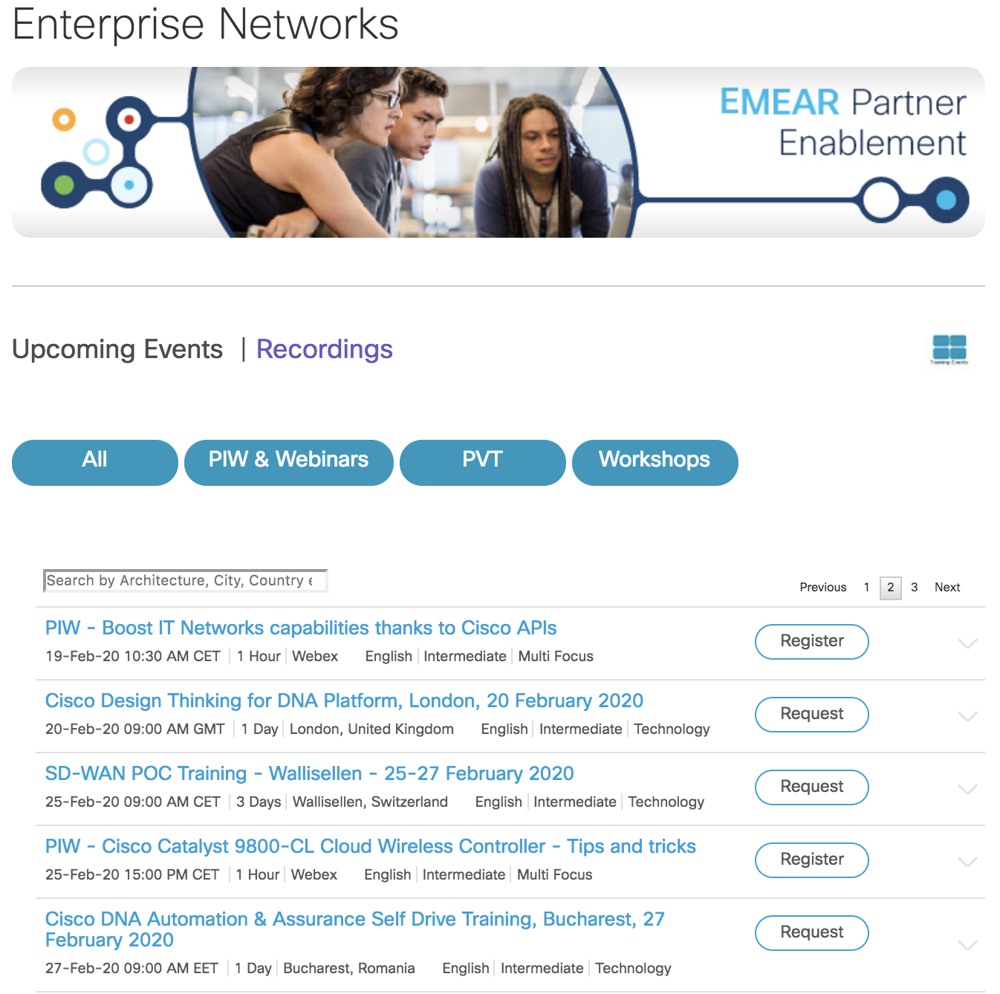 Enterprise Networks
EMEAR Partner
Enablement
Upcoming Events | Recordings
Training Events
All PIW & Webinars PVT Workshops
Search by Architecture, City, Country e
Previous 1 2 3 Next
PIW - Boost IT Networks capabilities thanks to Cisco APIs
Register
19-Feb-20 10:30 AM CET | 1 Hour | Webex English | Intermediate | Multi Focus
Cisco Design Thinking for DNA Platform, London, 20 February 2020
Request
20-Feb-20 09:00 AM GMT | 1 Day | London, United Kingdom English | Intermediate | Technology
SD-WAN POC Training - Wallisellen - 25-27 February 2020
Request
25-Feb-20 09:00 AM CET | 3 Days | Wallisellen, Switzerland English | Intermediate | Technology
PIW - Cisco Catalyst 9800-CL Cloud Wireless Controller - Tips and tricks
Register
25-Feb-20 15:00 PM CET | 1 Hour | Webex English | Intermediate | Multi Focus
Cisco DNA Automation & Assurance Self Drive Training, Bucharest, 27
February 2020
Request
27-Feb-20 09:00 AM EET | 1 Day | Bucharest, Romania English | Intermediate | Technology